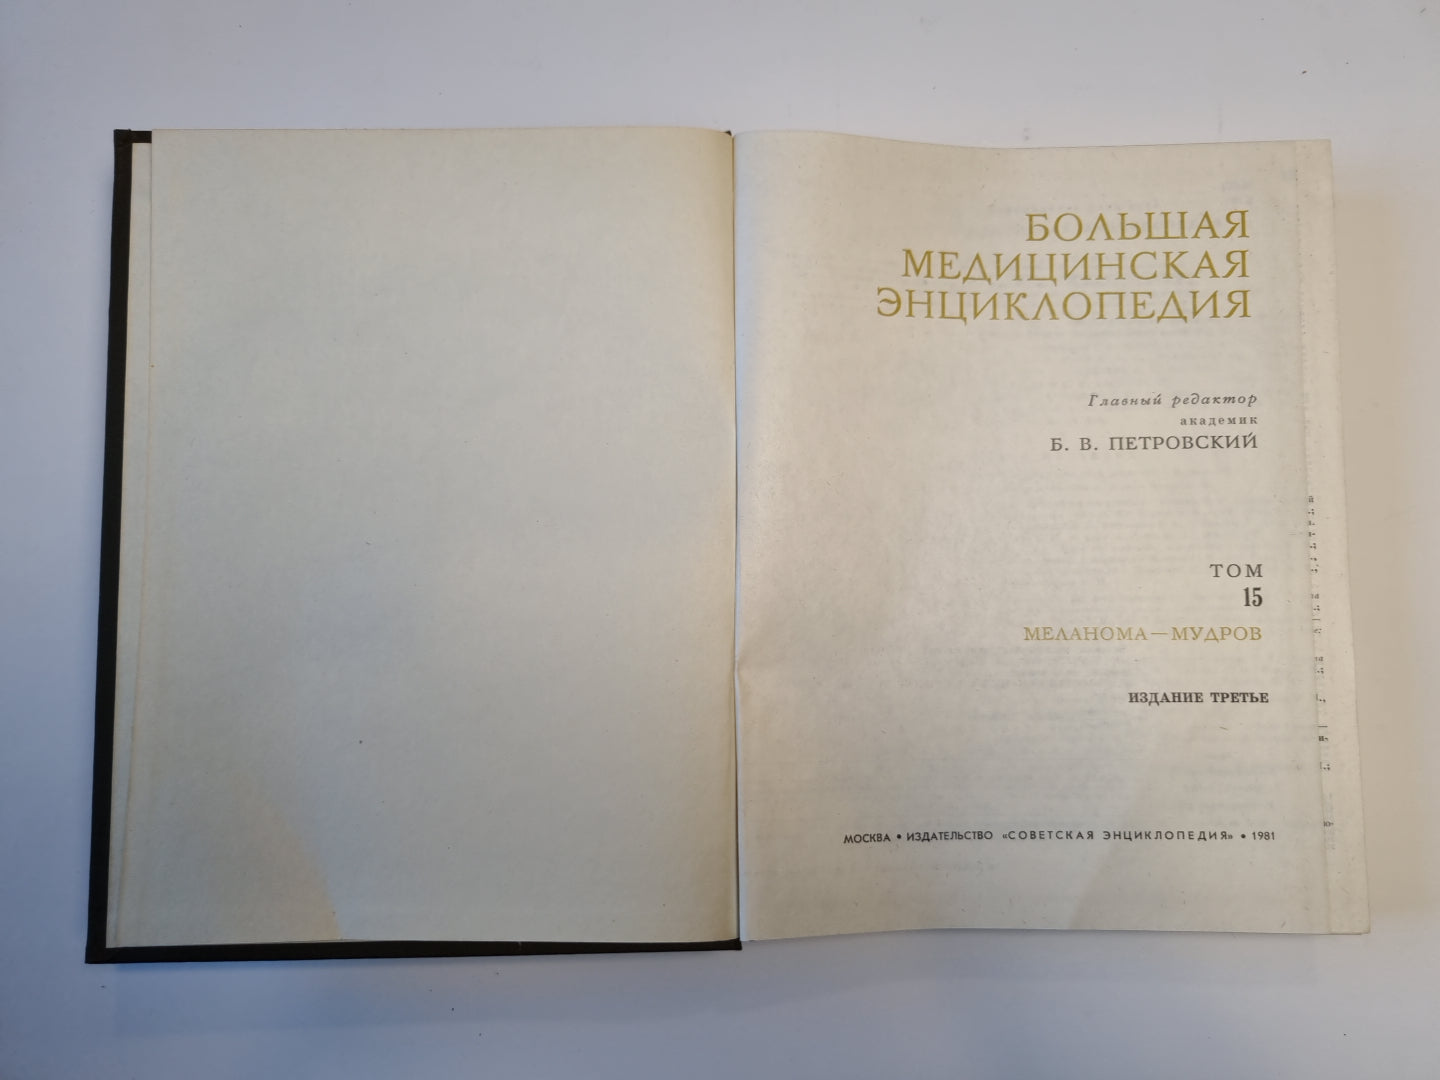 БОЛЬШАЯ
МЕДИЦИНСКАЯ
ЭНЦИКЛОПЕДИЯ
Главный редактор
академик
Б. В. ПЕТРОВСКИЙ
ТОМ
15
МЕЛАНОМА—МУДРОВ
ИЗДАНИЕ ТРЕТЬЕ
МОСКВА • ИЗДАТЕЛЬСТВО «СОВЕТСКАЯ ЭНЦИКЛОПЕДИЯ» • 1981